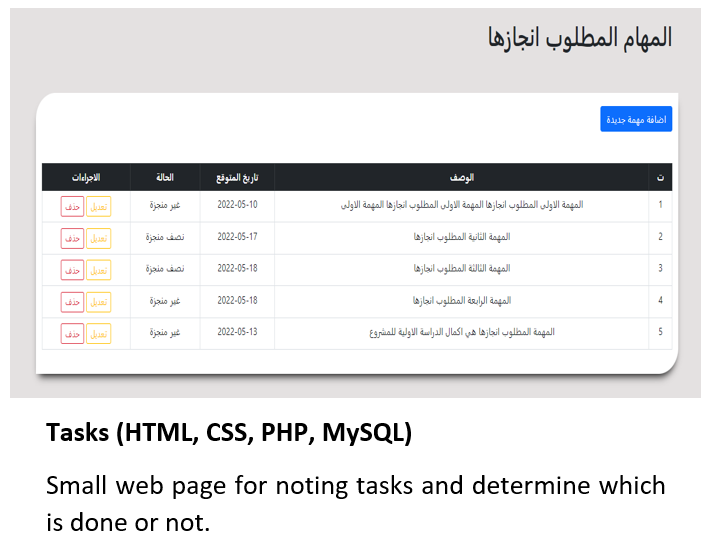 المهام المطلوب انجازها
اضافة مهمة جديدة
ت الوصف تاريخ المتوقع الحالة الاجراءات
1 المهمة الاولى المطلوب انجازها المهمة الاولى المطلوب انجازها المهمة الاولى 2022-05-10 غير منجزة تعديل حذف
2 المهمة الثانية المطلوب انجازها 2022-05-17 نصف منجزة تعديل حذف
3 المهمة الثالثة المطلوب انجازها 2022-05-18 نصف منجزة تعديل حذف
4 المهمة الرابعة المطلوب انجازها 2022-05-18 غير منجزة تعديل حذف
5 المهمة المطلوب انجازها هي اكمال الدراسة الاولية للمشروع 2022-05-13 غير منجزة تعديل حذف
Tasks (HTML, CSS, PHP, MySQL)
Small web page for noting tasks and determine which
is done or not.